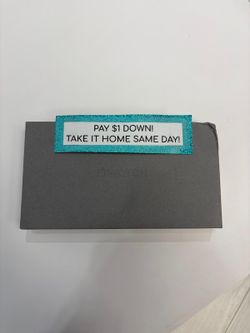 PAY $1 DOWN!
TAKE IT HOME SAME DAY!